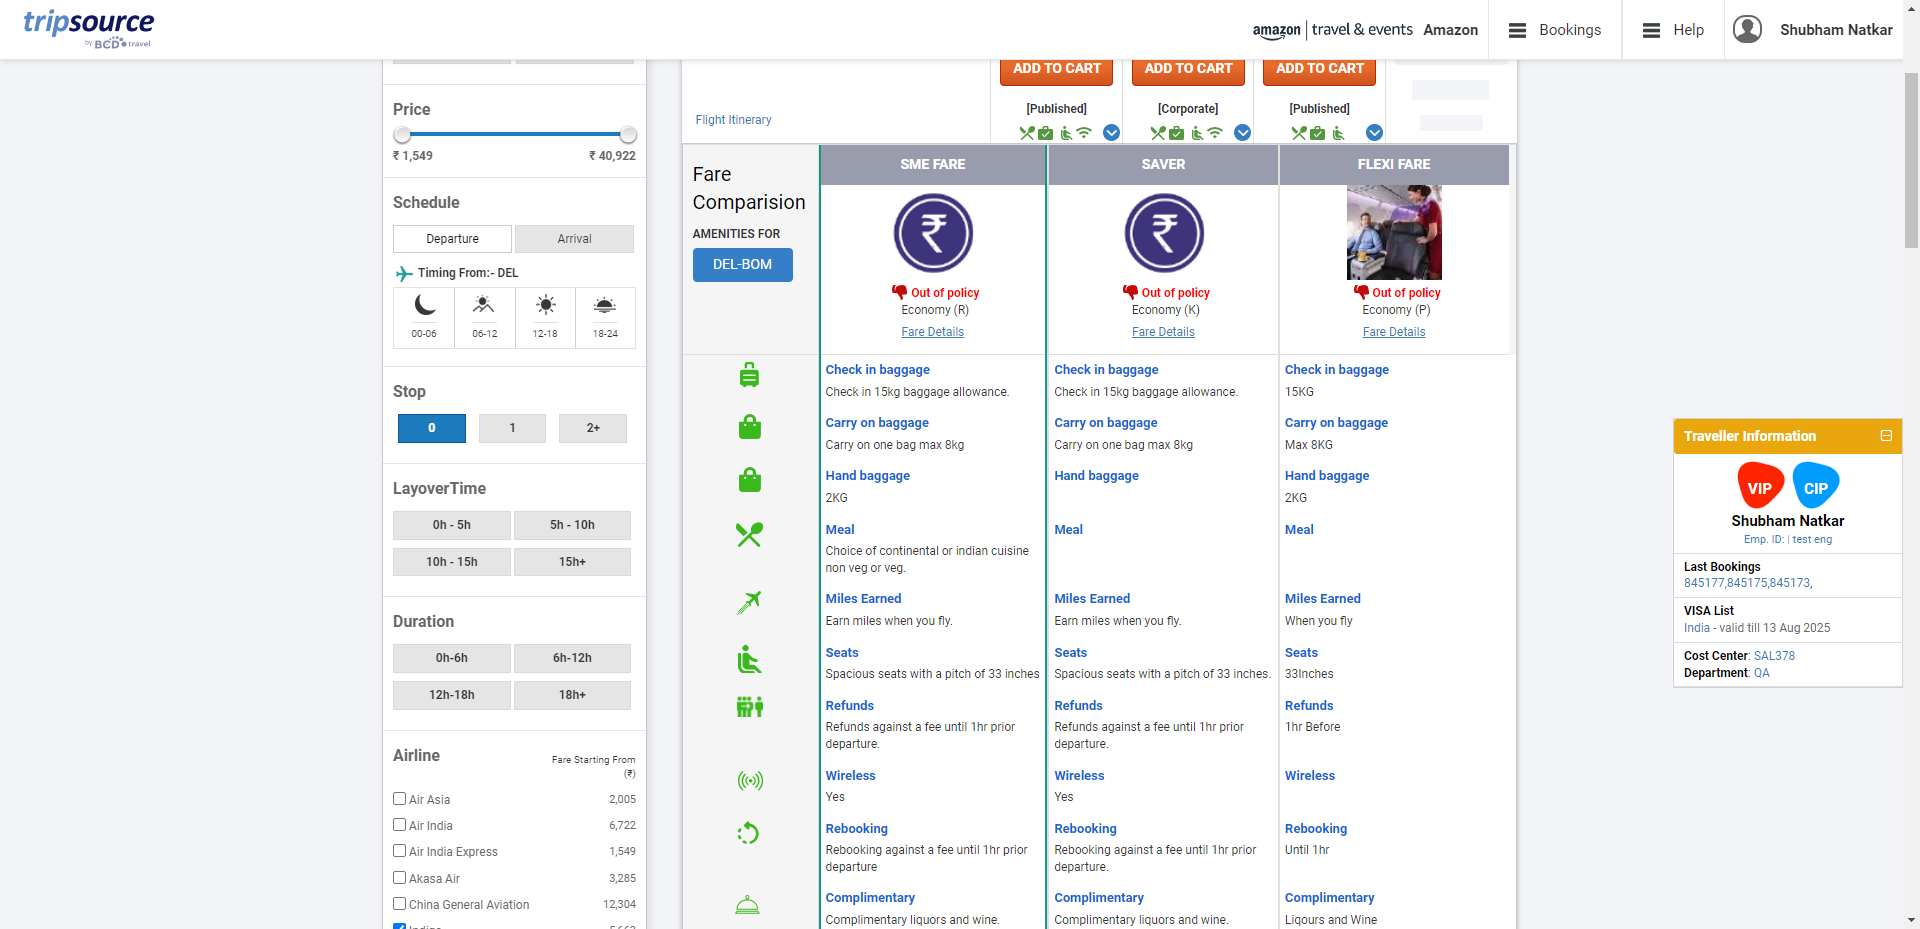 tripsource
by BCD travel
amazon | travel & events Amazon
Bookings
Help
Shubham Natkar
Price
₹ 1,549
₹ 40,922
Schedule
Departure
Arrival
Timing From:- DEL
00-06
06-12
12-18
18-24
Stop
0
1
2+
LayoverTime
0h - 5h
5h - 10h
10h - 15h
15h+
Duration
0h-6h
6h-12h
12h-18h
18h+
Airline
Fare Starting From
(₹)
Air Asia 2,005
Air India 6,722
Air India Express 1,549
Akasa Air 3,285
China General Aviation 12,304
Indigo 5,663
Flight Itinerary
ADD TO CART
[Published]
ADD TO CART
[Corporate]
ADD TO CART
[Published]
Fare
Comparision
AMENITIES FOR
DEL-BOM
SME FARE
Out of policy
Economy (R)
Fare Details
SAVER
Out of policy
Economy (K)
Fare Details
FLEXI FARE
Out of policy
Economy (P)
Fare Details
Check in baggage
Check in 15kg baggage allowance.
Carry on baggage
Carry on one bag max 8kg
Hand baggage
2KG
Meal
Choice of continental or indian cuisine
non veg or veg.
Miles Earned
Earn miles when you fly.
Seats
Spacious seats with a pitch of 33 inches
Refunds
Refunds against a fee until 1hr prior
departure.
Wireless
Yes
Rebooking
Rebooking against a fee until 1hr prior
departure
Complimentary
Complimentary liquors and wine.
Check in baggage
Check in 15kg baggage allowance.
Carry on baggage
Carry on one bag max 8kg
Hand baggage
Meal
Miles Earned
Earn miles when you fly.
Seats
Spacious seats with a pitch of 33 inches.
Refunds
Refunds against a fee until 1hr prior
departure.
Wireless
Yes
Rebooking
Rebooking against a fee until 1hr prior
departure.
Complimentary
Complimentary liquors and wine.
Check in baggage
15KG
Carry on baggage
Max 8KG
Hand baggage
2KG
Meal
Miles Earned
When you fly
Seats
33Inches
Refunds
1hr Before
Wireless
Rebooking
Until 1hr
Complimentary
Liqours and Wine
Traveller Information
VIP
CIP
Shubham Natkar
Emp. ID: | test eng
Last Bookings
845177,845175,845173,
VISA List
India - valid till 13 Aug 2025
Cost Center: SAL378
Department: QA